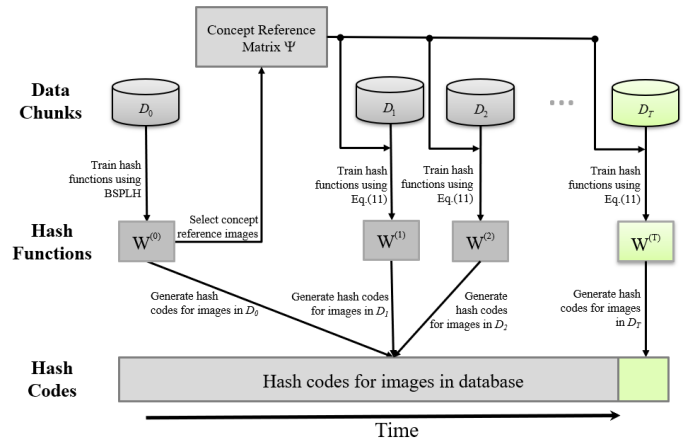 Concept Reference
Matrix Ψ
Data
Chunks
D0
D1
D2
...
DT
Train hash
functions using
BSPLH
Train hash
functions using
Eq.(11)
Train hash
functions using
Eq.(11)
Train hash
functions using
Eq.(11)
Select concept
reference images
Hash
Functions
W(0)
W(1)
W(2)
W(T)
Generate hash
codes for images in D0
Generate hash codes
for images in D1
Generate
hash codes
for images in D2
Generate hash
codes for images
in DT
Hash
Codes
Hash codes for images in database
Time